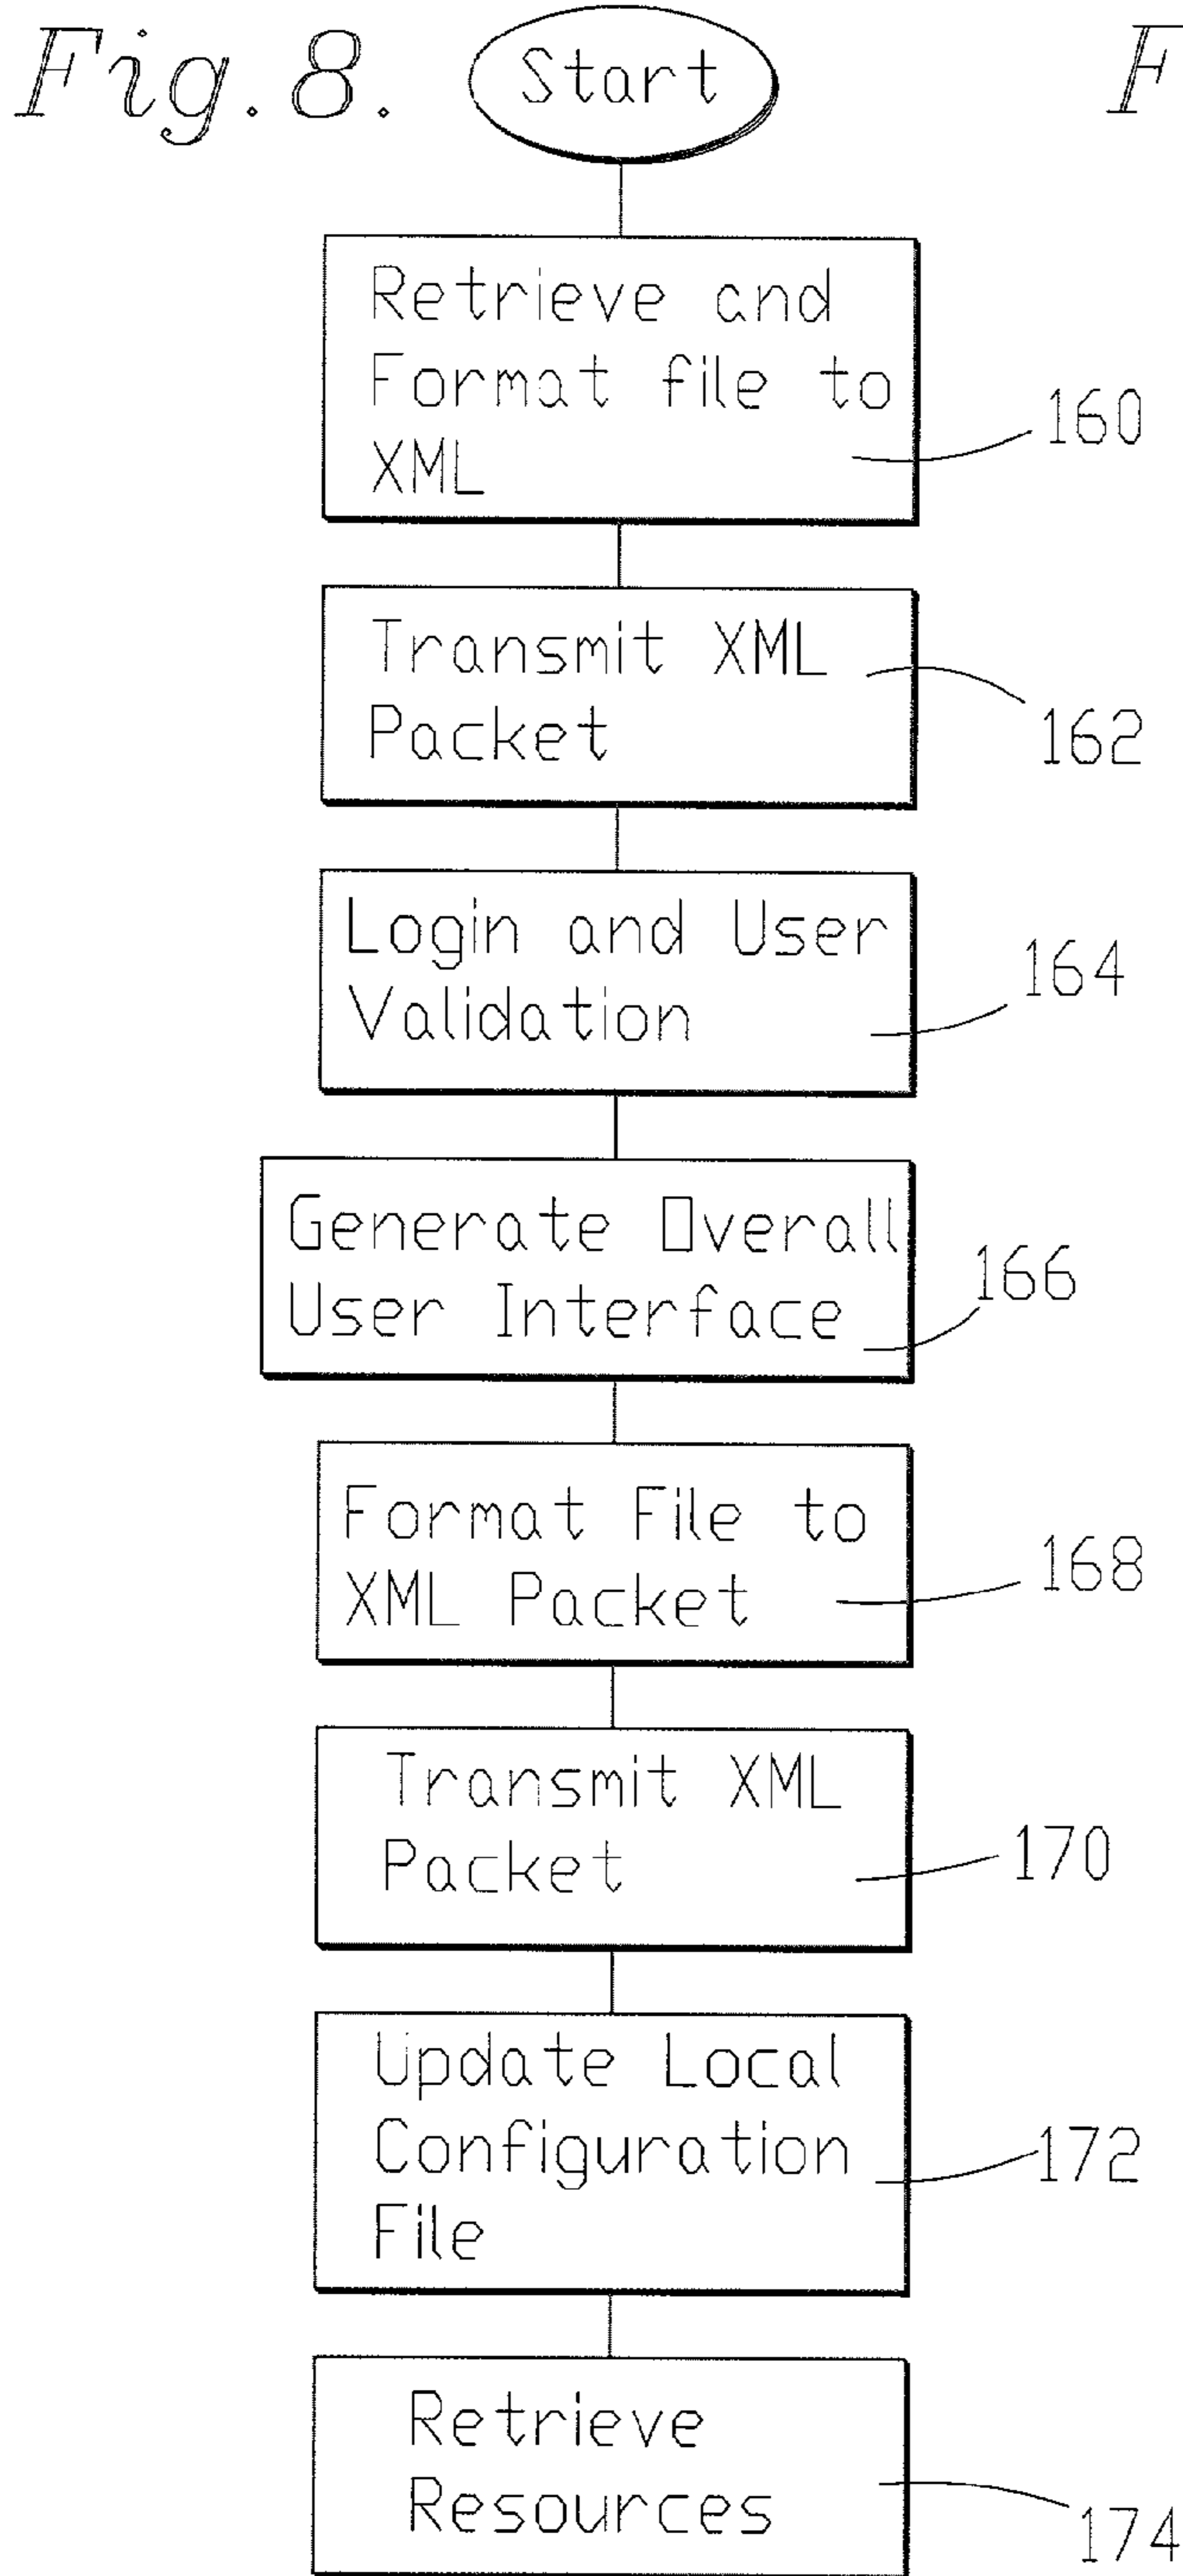 Fig. 8.
Start
F
Retrieve and
Format file to
XML
160
Transmit XML
Packet
162
Login and User
Validation
164
Generate Overall
User Interface
166
Format File to
XML Packet
168
Transmit XML
Packet
170
Update Local
Configuration
File
172
Retrieve
Resources
174